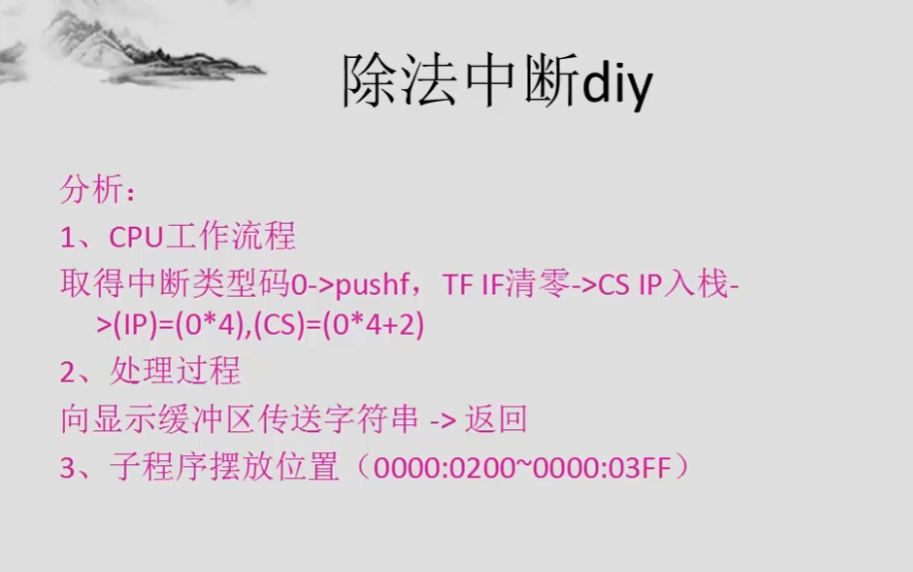 除法中断diy
分析：
1、CPU工作流程
取得中断类型码0->pushf，TF IF清零->CS IP入栈-
>(IP)=(0*4),(CS)=(0*4+2)
2、处理过程
向显示缓冲区传送字符串 -> 返回
3、子程序摆放位置（0000:0200~0000:03FF）